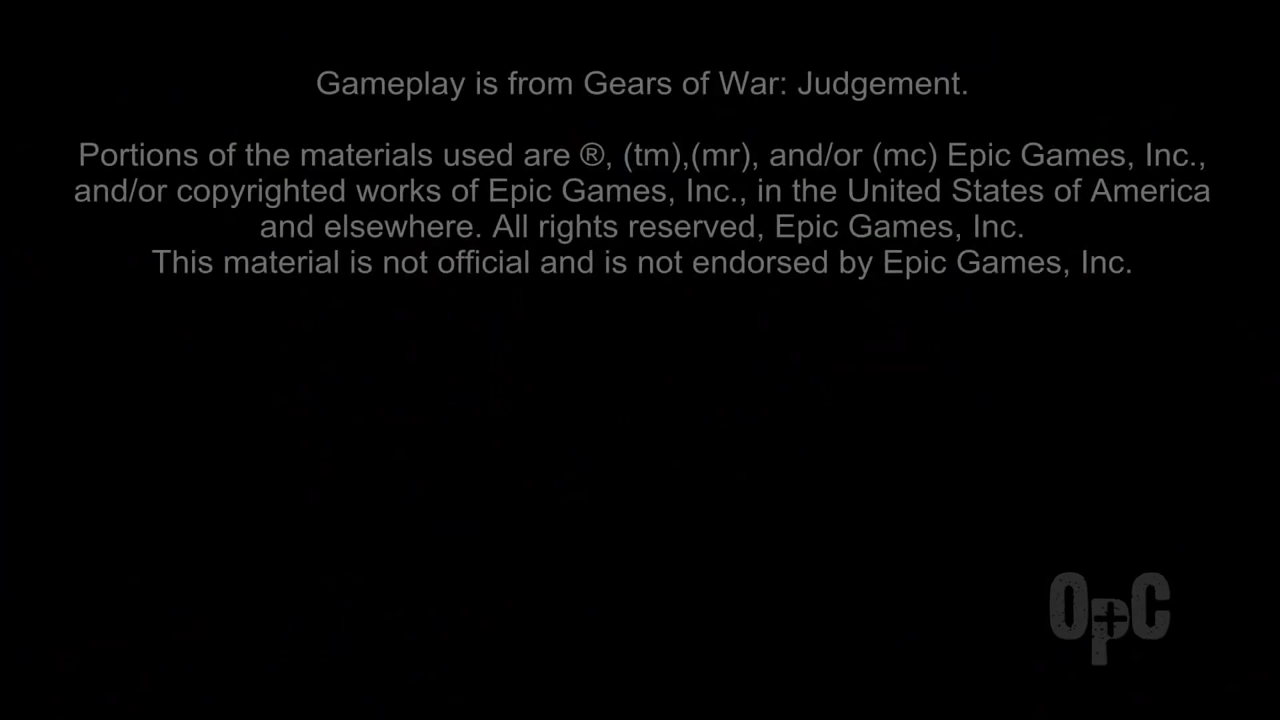 Gameplay is from Gears of War: Judgement.
Portions of the materials used are ®, (tm),(mr), and/or (mc) Epic Games, Inc.,
and/or copyrighted works of Epic Games, Inc., in the United States of America
and elsewhere. All rights reserved, Epic Games, Inc.
This material is not official and is not endorsed by Epic Games, Inc.
OpC